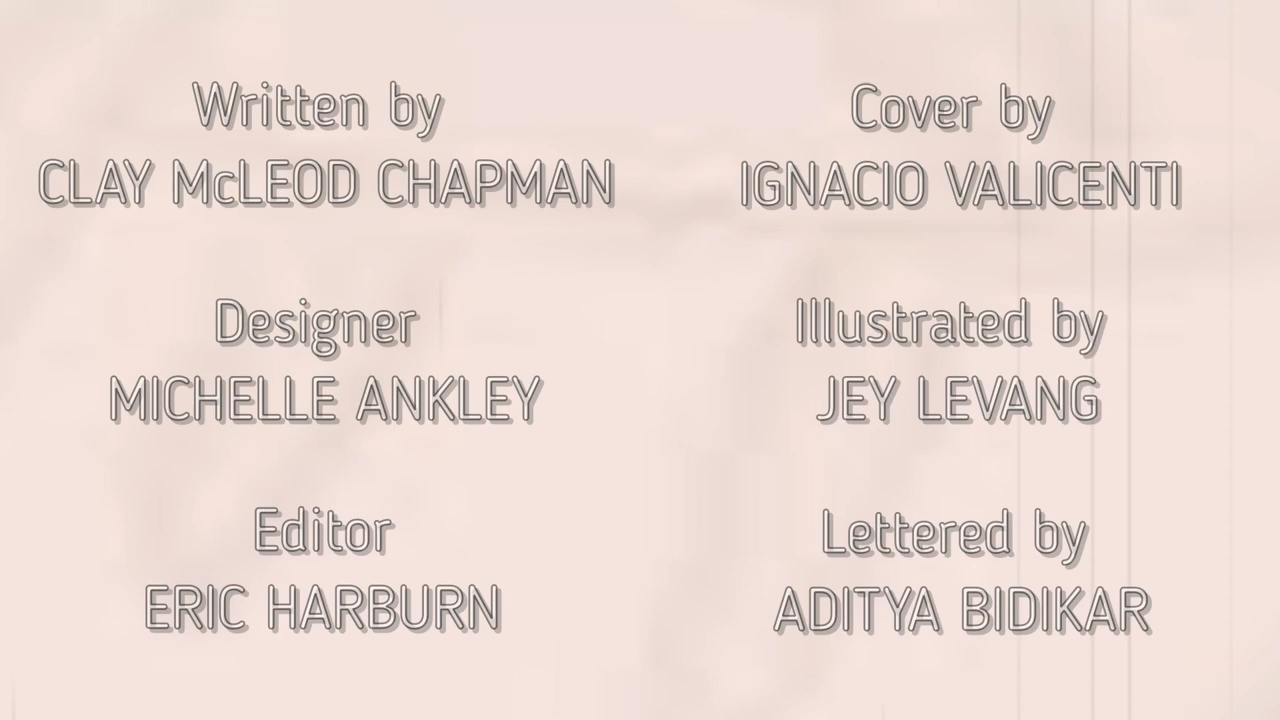 Written by
CLAY McLEOD CHAPMAN
Cover by
IGNACIO VALICENTI
Designer
MICHELLE ANKLEY
Illustrated by
JEY LEVANG
Editor
ERIC HARBURN
Lettered by
ADITYA BIDIKAR